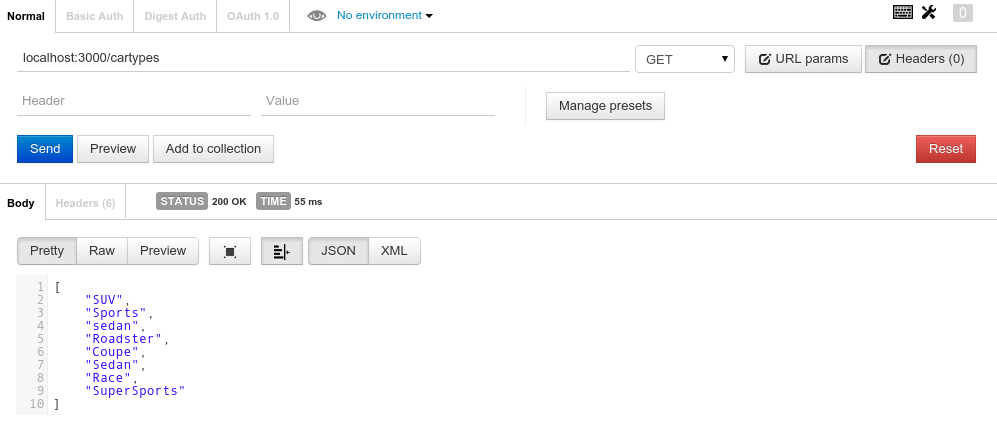 Normal Basic Auth Digest Auth OAuth 1.0 No environment 0
localhost:3000/cartypes GET URL params Headers (0)
Header Value Manage presets
Send Preview Add to collection Reset
Body Headers (6) STATUS 200 OK TIME 55 ms
Pretty Raw Preview JSON XML
1 [
2 "SUV",
3 "Sports",
4 "sedan",
5 "Roadster",
6 "Coupe",
7 "Sedan",
8 "Race",
9 "SuperSports"
10 ]